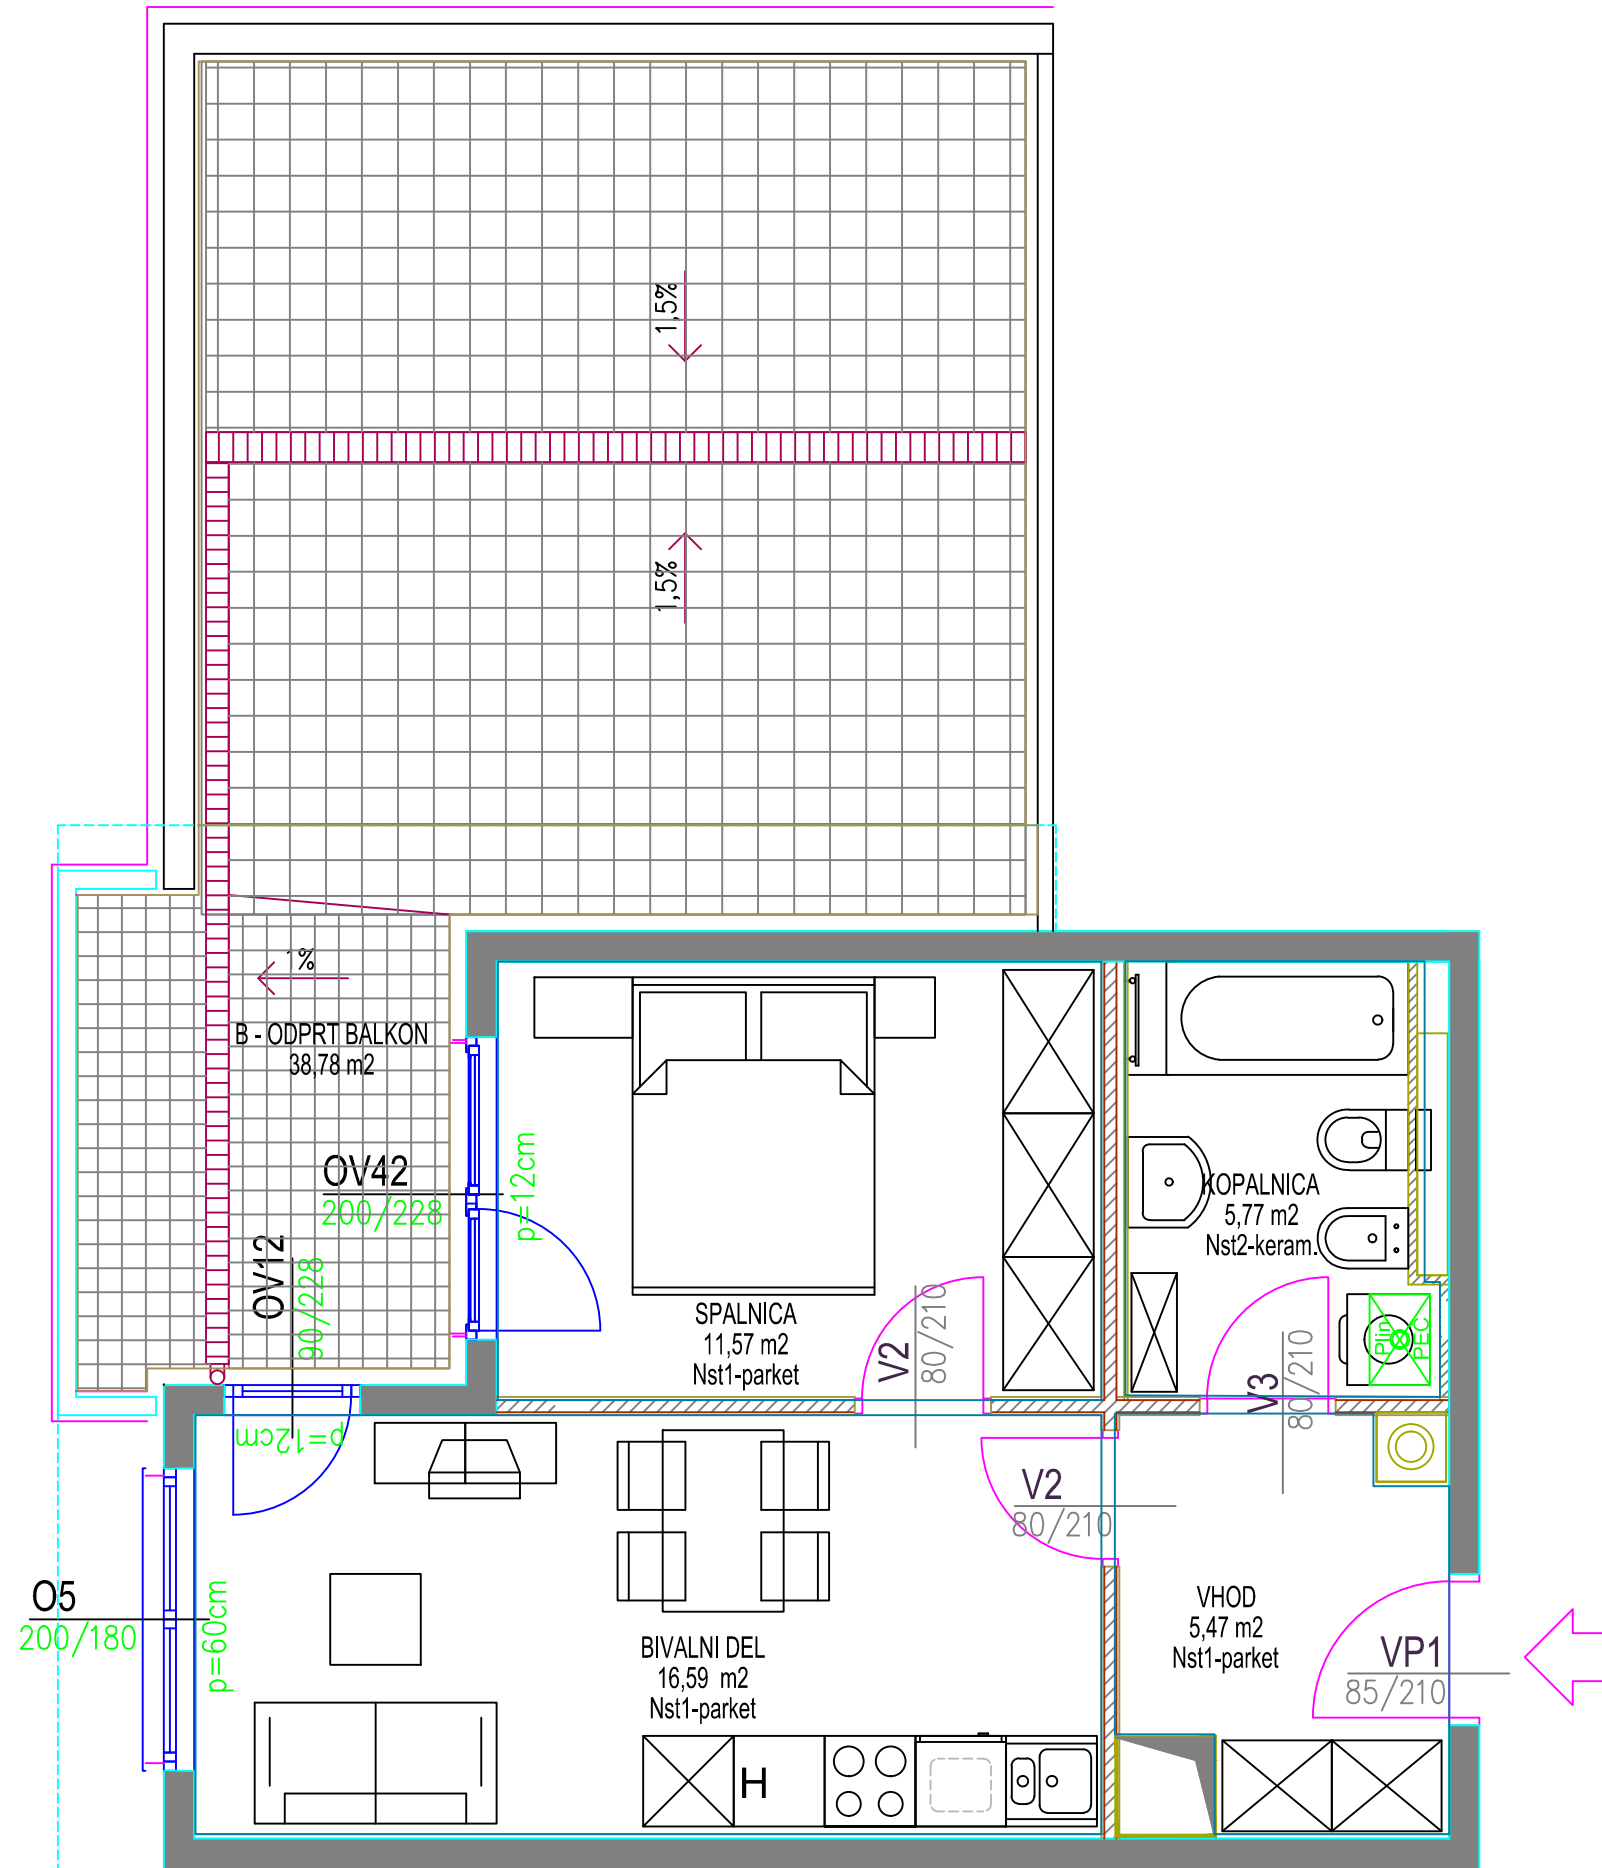 1,5%
1,5%
1%
B - ODPRT BALKON
38,78 m2
OV42
200/228
p=12cm
OV12
90/228
p=12cm
KOPALNICA
5,77 m2
Nst2-keram.
SPALNICA
11,57 m2
Nst1-parket
V2
80/210
V3
80/210
Plin
PEČ
V2
80/210
O5
200/180
p=60cm
VHOD
5,47 m2
Nst1-parket
VP1
85/210
BIVALNI DEL
16,59 m2
Nst1-parket
H